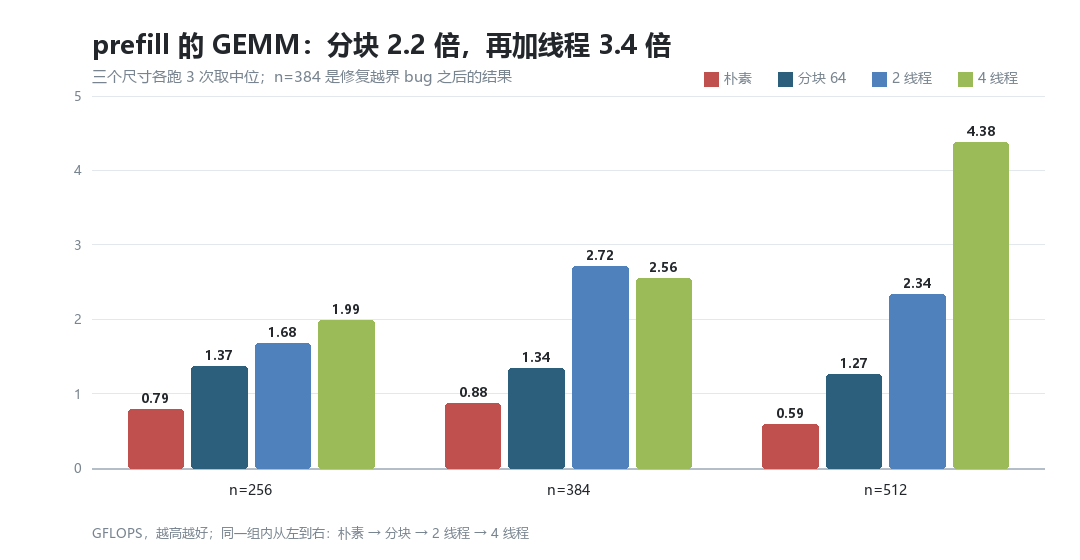 prefill 的 GEMM：分块 2.2 倍，再加线程 3.4 倍
三个尺寸各跑 3 次取中位；n=384 是修复越界 bug 之后的结果
朴素 分块 64 2 线程 4 线程
5
4
3
2
1
0
0.79 1.37 1.68 1.99
0.88 1.34 2.72 2.56
0.59 1.27 2.34 4.38
n=256 n=384 n=512
GFLOPS，越高越好；同一组内从左到右：朴素 → 分块 → 2 线程 → 4 线程